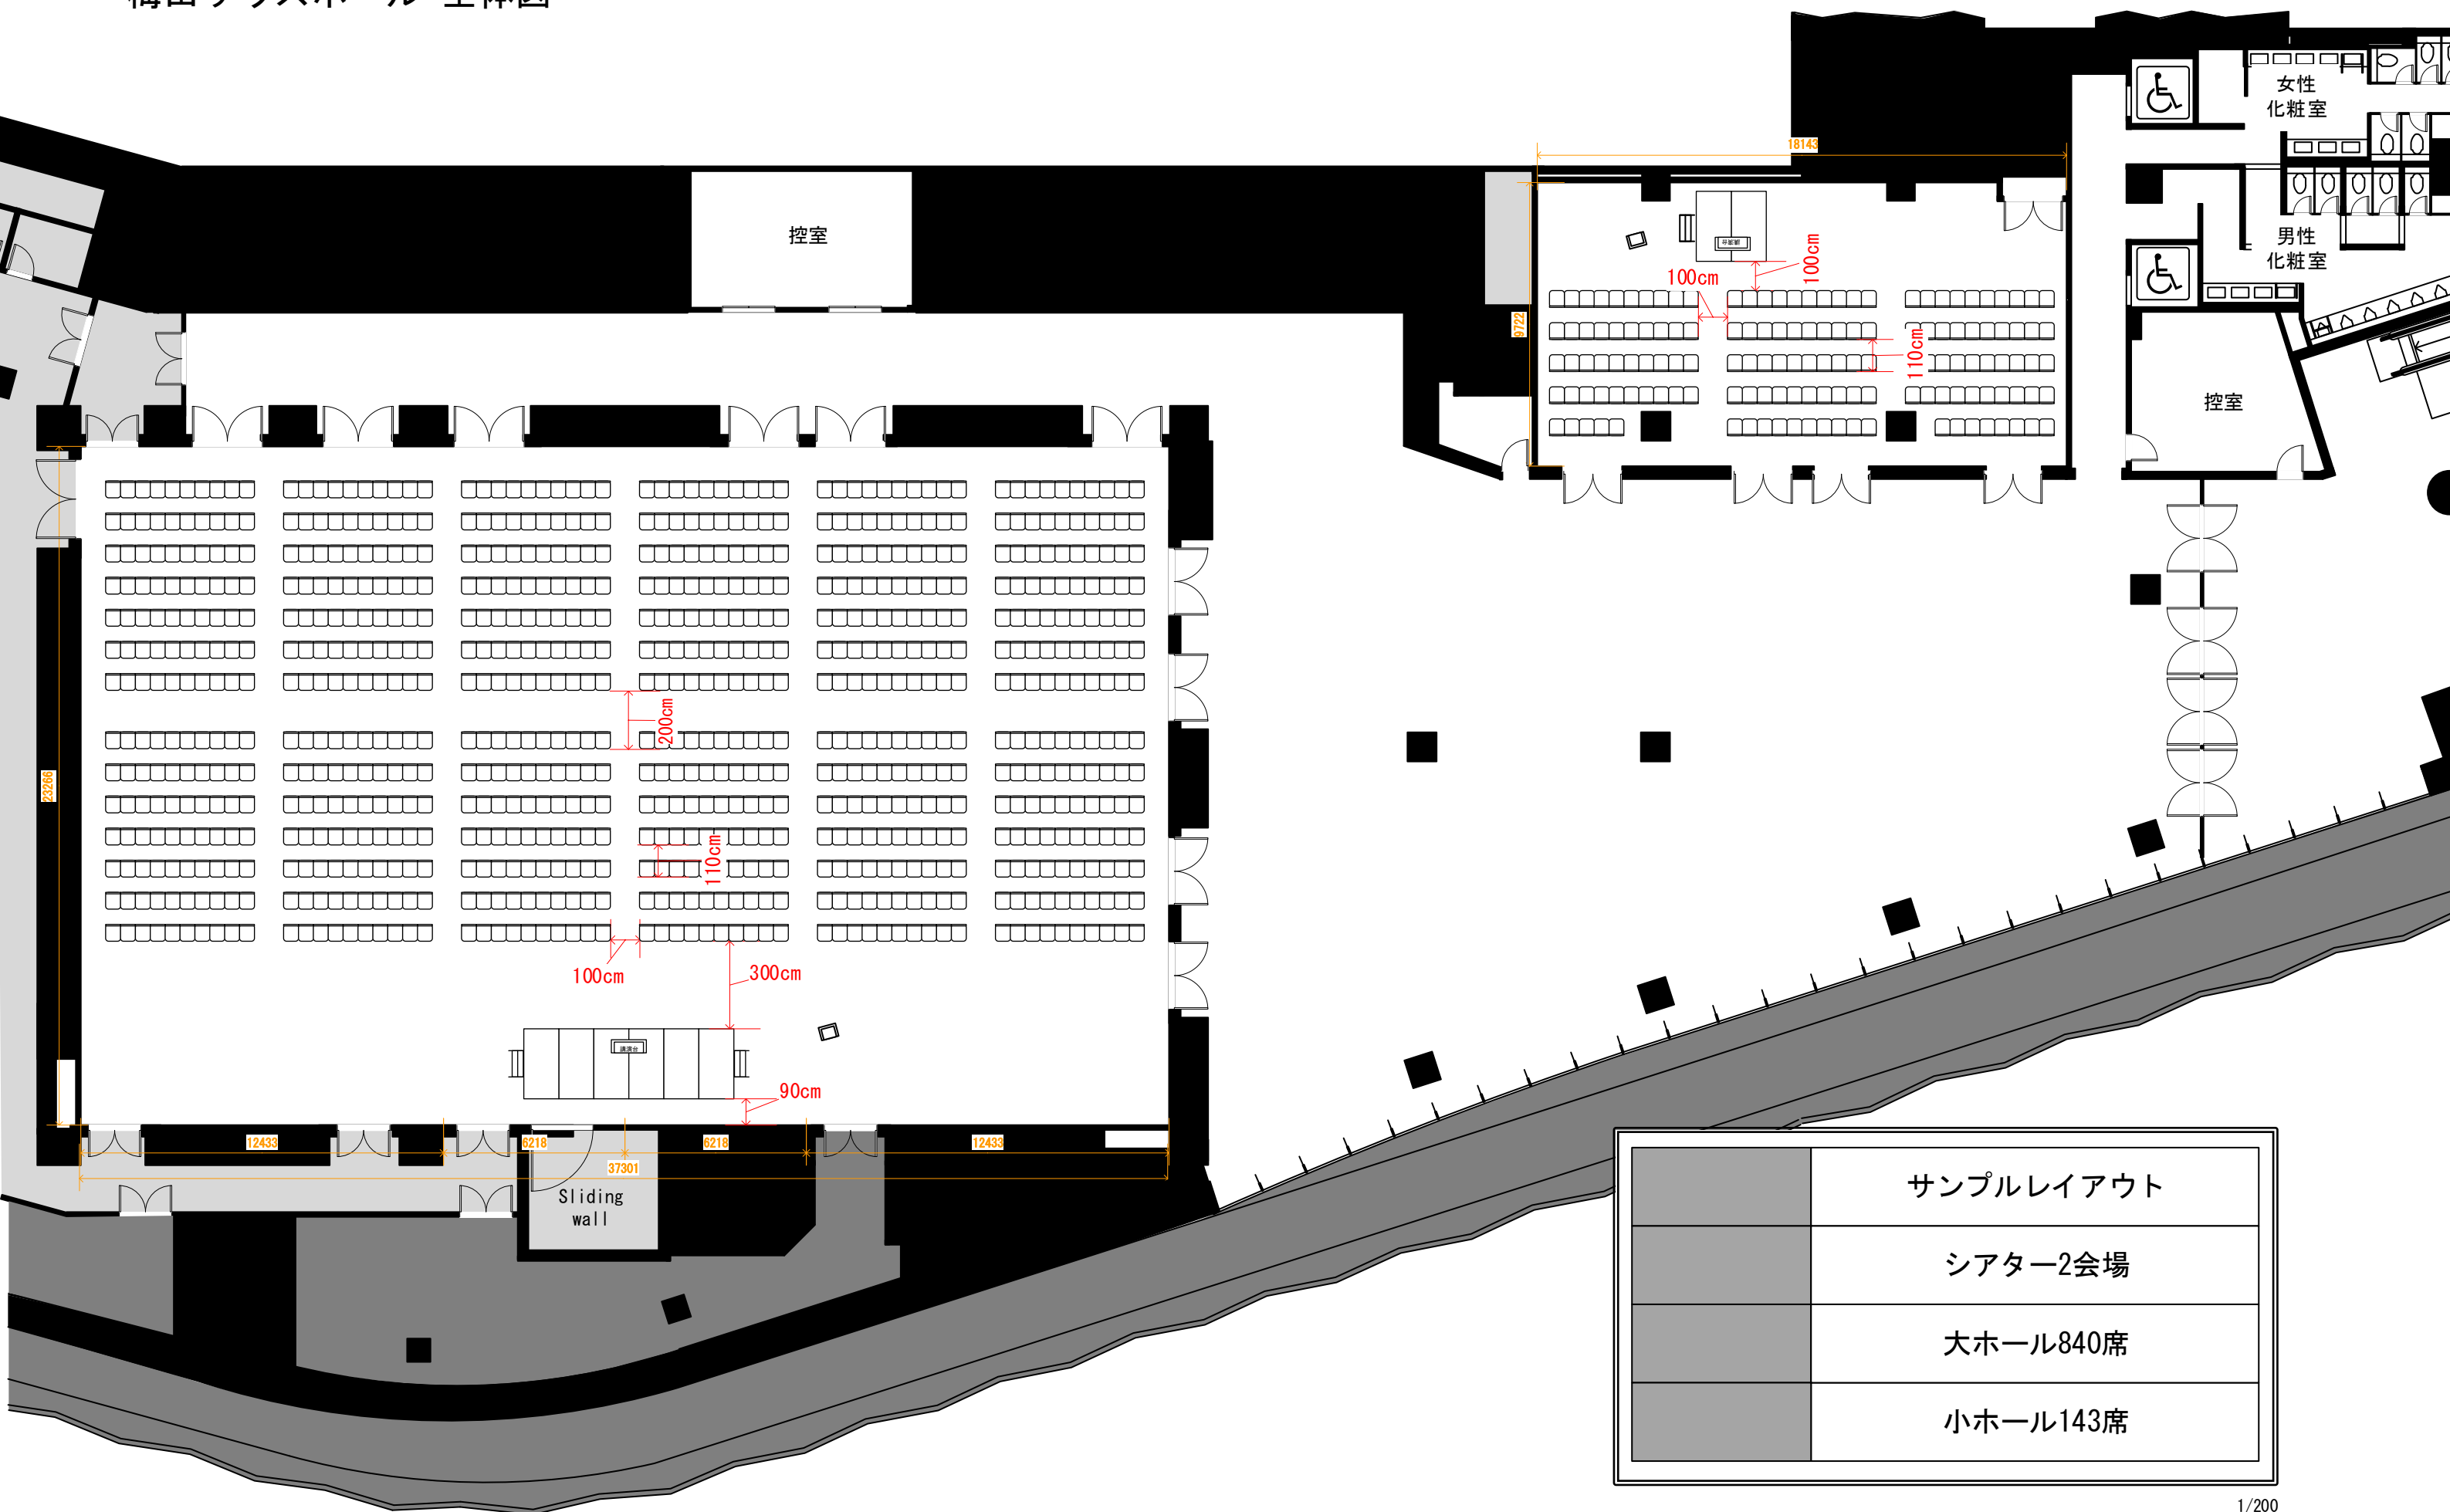 女性
化粧室
18143
控室
男性
化粧室
100cm
100cm
9722
110cm
控室
200cm
23266
110cm
100cm
300cm
講演台
90cm
12433
6218
6218
12433
37301
Sliding
wall
サンプルレイアウト
シアター2会場
大ホール840席
小ホール143席
1/200